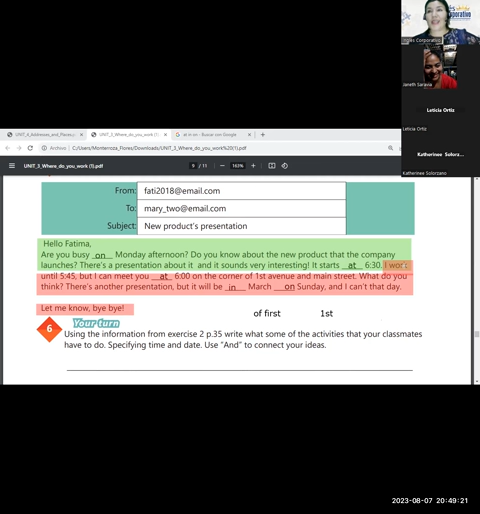 Ingles Corporativo
Janeth Saravia
Leticia Ortiz
Leticia Ortiz
Katherinee Solora...
Katherinee Solorzano
UNIT_3_Where_do_you_work (1).pdf
at in on - Buscar con Google
Archivo | C:/Users/Monterroza_Flores/Downloads/UNIT_3_Where_do_you_work%20(1).pdf
UNIT_3_Where_do_you_work (1).pdf
9 / 11
163%
From: fati2018@email.com
To: mary_two@email.com
Subject: New product's presentation
Hello Fatima,
Are you busy on Monday afternoon? Do you know about the new product that the company
launches? There's a presentation about it and it sounds very interesting! It starts at 6:30. I work
until 5:45, but I can meet you at 6:00 on the corner of 1st avenue and main street. What do you
think? There's another presentation, but it will be in March on Sunday, and I can't that day.
Let me know, bye bye!
of first 1st
6 Your turn
Using the information from exercise 2 p.35 write what some of the activities that your classmates
have to do. Specifying time and date. Use "And" to connect your ideas.
2023-08-07 20:49:21